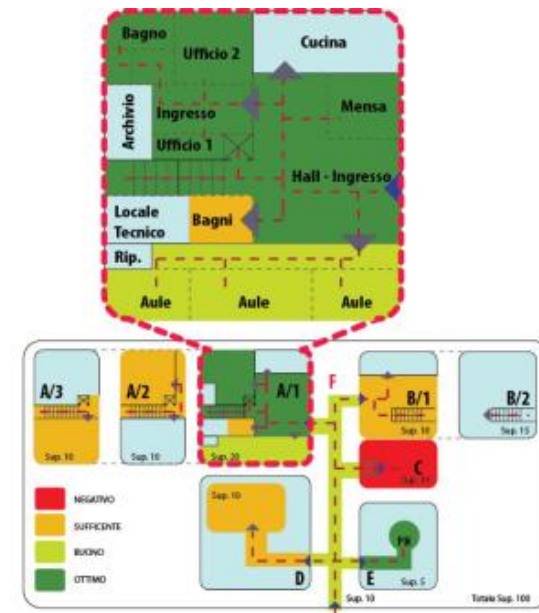 Bagno
Ufficio 2
Cucina
Archivio
Ingresso
Mensa
Ufficio 1
Hall - Ingresso
Locale
Tecnico
Bagni
Rip.
Aule
Aule
Aule
A/3
A/2
A/1
F
B/1
B/2
Sup. 10
Sup. 10
Sup. 20
Sup. 10
Sup. 15
C
NEGATIVO
SUFFICENTE
BUONO
OTTIMO
Sup. 10
PR
D
E
Sup. 5
Sup. 10
Totale Sup. 100